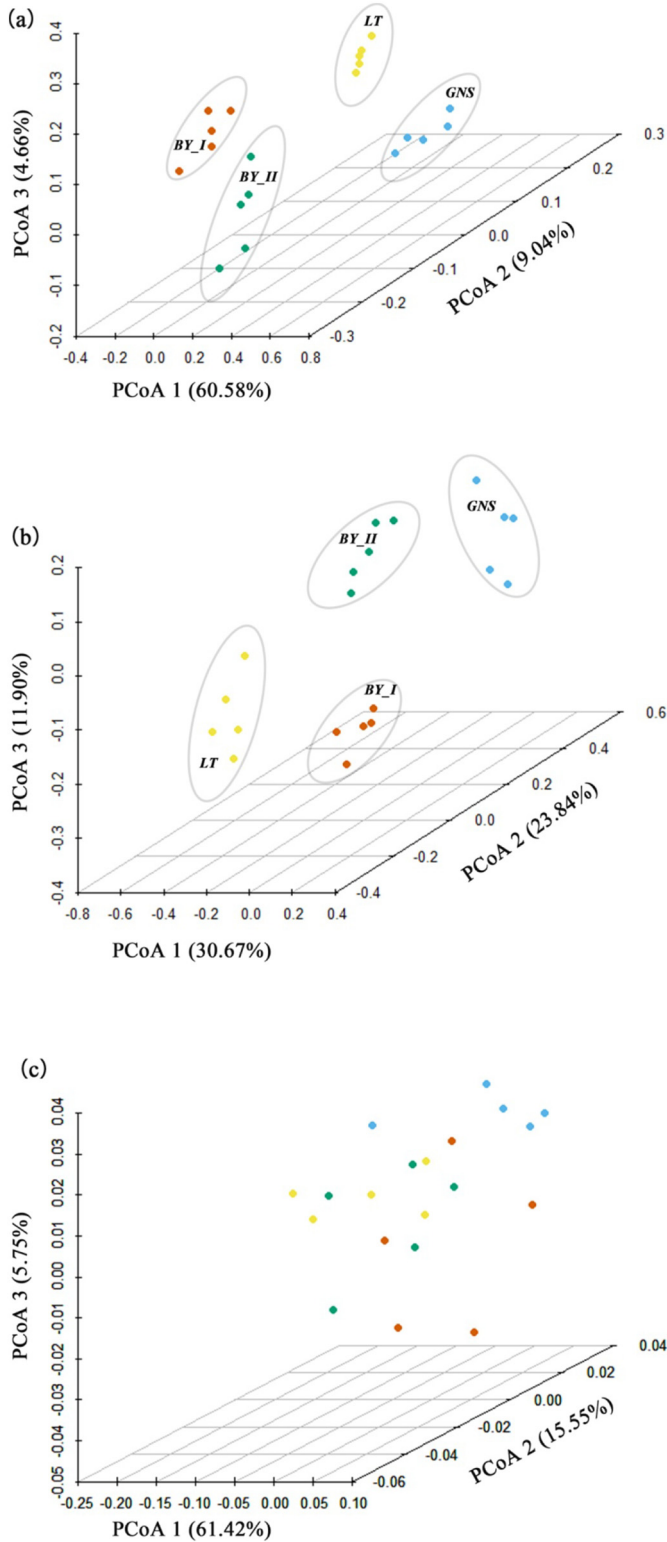 (a)
LT
GNS
BY_I
BY_II
0.4
0.3
0.2
0.1
0.0
-0.1
-0.2
PCoA 3 (4.66%)
-0.4 -0.2 0.0 0.2 0.4 0.6 0.8
PCoA 1 (60.58%)
-0.3
-0.2
-0.1
0.0
0.1
0.2
0.3
PCoA 2 (9.04%)
(b)
GNS
BY_II
BY_I
LT
0.2
0.1
0.0
-0.1
-0.2
-0.3
-0.4
PCoA 3 (11.90%)
-0.8 -0.6 -0.4 -0.2 0.0 0.2 0.4
PCoA 1 (30.67%)
-0.4
-0.2
0.0
0.2
0.4
0.6
PCoA 2 (23.84%)
(c)
0.04
0.03
0.02
0.01
0.00
-0.01
-0.02
-0.03
-0.04
-0.05
PCoA 3 (5.75%)
-0.25 -0.20 -0.15 -0.10 -0.05 0.00 0.05 0.10
PCoA 1 (61.42%)
-0.06
-0.04
-0.02
0.00
0.02
0.04
PCoA 2 (15.55%)